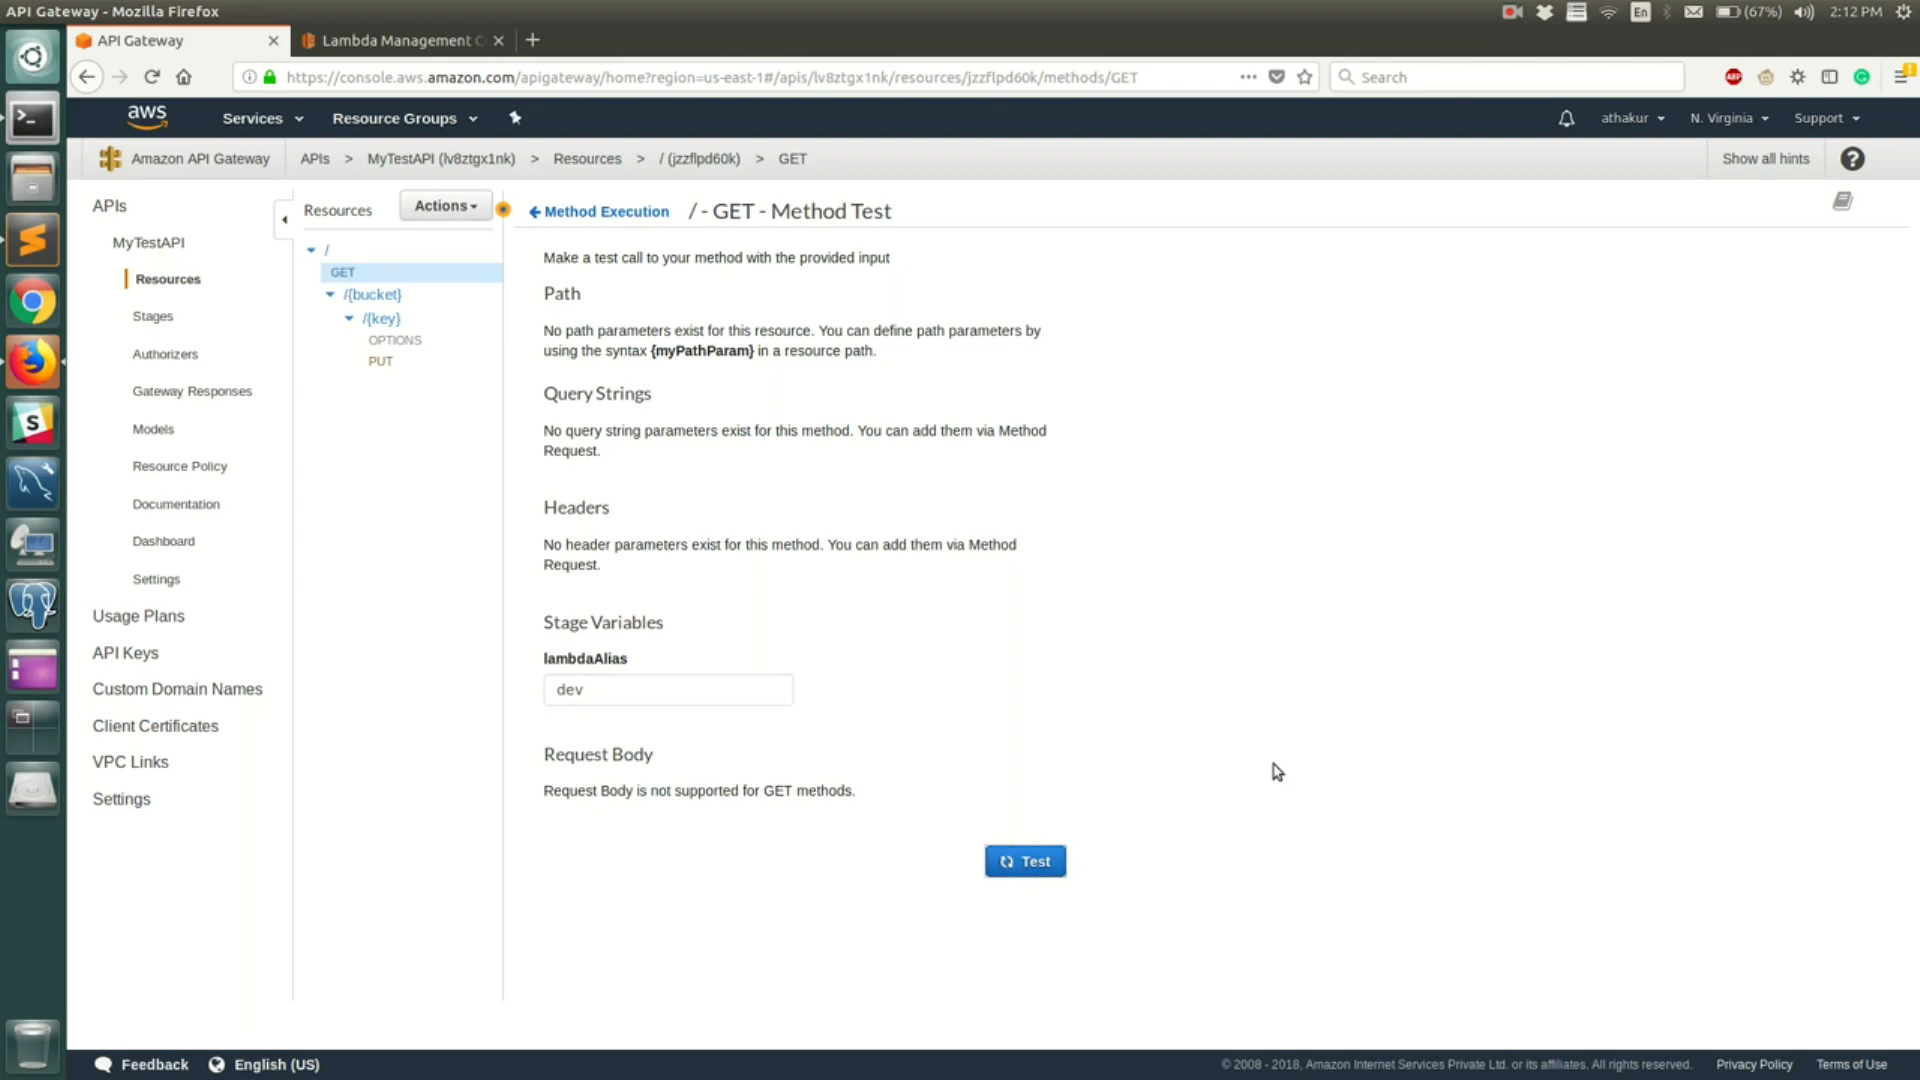 API Gateway - Mozilla Firefox
En
(67%)
2:12 PM
API Gateway
Lambda Management C
https://console.aws.amazon.com/apigateway/home?region=us-east-1#/apis/lv8ztgx1nk/resources/jzzflpd60k/methods/GET
Search
ABP
aws
Services
Resource Groups
athakur
N. Virginia
Support
Amazon API Gateway
APIs > MyTestAPI (lv8ztgx1nk) > Resources > / (jzzflpd60k) > GET
Show all hints
APIs
MyTestAPI
Resources
Stages
Authorizers
Gateway Responses
Models
Resource Policy
Documentation
Dashboard
Settings
Usage Plans
API Keys
Custom Domain Names
Client Certificates
VPC Links
Settings
Resources
Actions
/
GET
/{bucket}
/{key}
OPTIONS
PUT
Method Execution
/ - GET - Method Test
Make a test call to your method with the provided input
Path
No path parameters exist for this resource. You can define path parameters by
using the syntax {myPathParam} in a resource path.
Query Strings
No query string parameters exist for this method. You can add them via Method
Request.
Headers
No header parameters exist for this method. You can add them via Method
Request.
Stage Variables
lambdaAlias
dev
Request Body
Request Body is not supported for GET methods.
Test
Feedback
English (US)
© 2008 - 2018, Amazon Internet Services Private Ltd. or its affiliates. All rights reserved.
Privacy Policy
Terms of Use